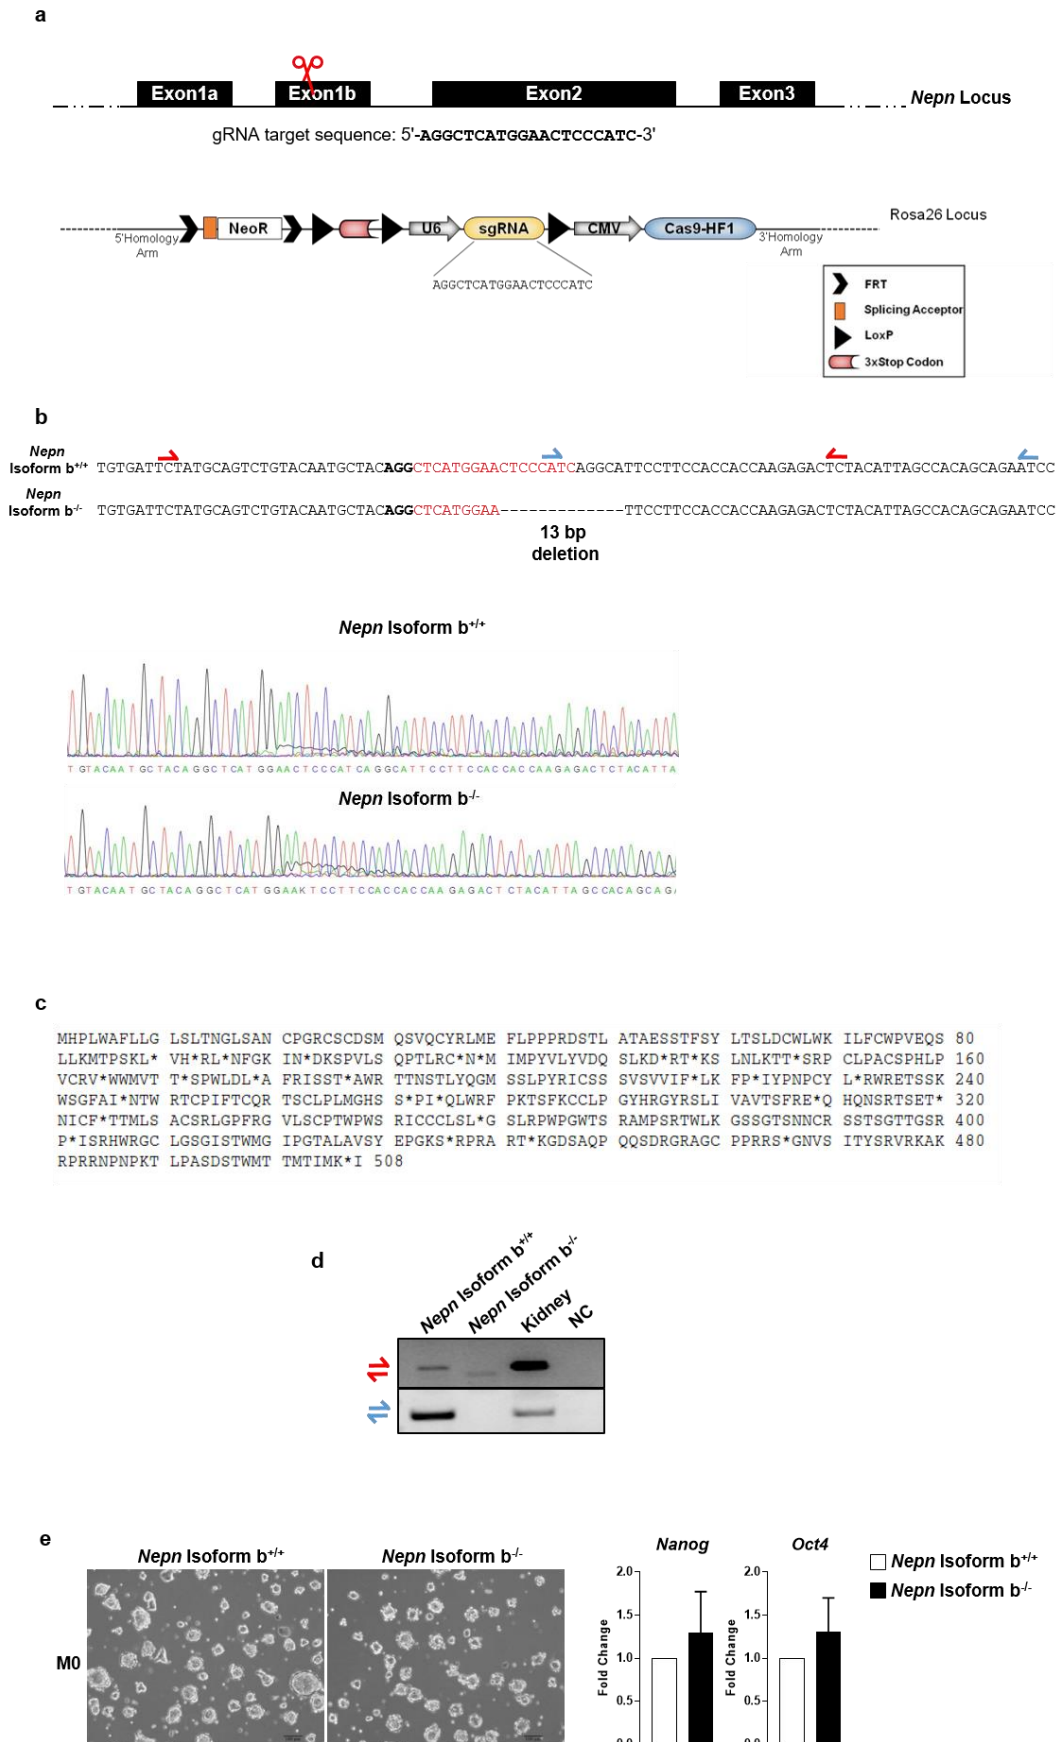 a
Exon1a Exon1b Exon2 Exon3 Nepn Locus
gRNA target sequence: 5'-AGGCTCATGGAACTCCCATC-3'
5'Homology Arm NeoR U6 sgRNA CMV Cas9-HF1 3'Homology Arm Rosa26 Locus
AGGCTCATGGAACTCCCATC
FRT
Splicing Acceptor
LoxP
3xStop Codon
b
Nepn Isoform b+/+ TGTGATTCTATGCAGTCTGTACAATGCTACAGGCTCATGGAACTCCCATCAGGCATTCCTTCCACCACCAAGAGACTCTACATTAGCCACAGCAGAATCC
Nepn Isoform b-/- TGTGATTCTATGCAGTCTGTACAATGCTACAGGCTCATGGAA-------------TTCCTTCCACCACCAAGAGACTCTACATTAGCCACAGCAGAATCC
13 bp
deletion
Nepn Isoform b+/+
TGTACAATGCTACAGGCTCATGGAACTCCCATCAGGCATTCCTTCCACCACCAAGAGACTCTACATTA
Nepn Isoform b-/-
TGTACAATGCTACAGGCTCATGGAAKTCCTTCCACCACCAAGAGACTCTACATTAGCCACAGCAG
c
MHPLWAFLLG LSLTNGLSAN CPGRCSCDSM QSVQCYRLME FLPPPRDSTL ATAESSTFSY LTSLDCWLWK ILFCWPVEQS 80
LLKMTPSKL* VH*RL*NFGK IN*DKSPVLS QPTLRC*N*M IMPYVLYVDQ SLKD*RT*KS LNLKTT*SRP CLPACSPHLP 160
VCRV*WWMVT T*SPWLDL*A FRISST*AWR TTNSTLYQGM SSLPYRICSS SVSVVIF*LK FP*IYPNPCY L*RWRETSSK 240
WSGFAI*NTW RTCPIFTCQR TSCLPLMGHS S*PI*QLWRF PKTSFKCCLP GYHRGYRSLI VAVTSFRE*Q HQNSRTSET* 320
NICF*TTMLS ACSRLGPFRG VLSCPTWPWS RICCCLSL*G SLRPWPGWTS RAMPSRTWLK GSSGTSNNCR SSTSGTTGSR 400
P*ISRHWRGC LGSGISTWMG IPGTALAVSY EPGKS*RPRA RT*KGDSAQP QQSDRGRAGC PPRRS*GNVS ITYSRVRKAK 480
RPRRNPNPKT LPASDSTWMT TMTIMK*I 508
d
Nepn Isoform b+/+ Nepn Isoform b-/- Kidney NC
e
Nepn Isoform b+/+ Nepn Isoform b-/- Nanog Oct4
Nepn Isoform b+/+
Nepn Isoform b-/-
M0
Fold Change
2.0
1.5
1.0
0.5
0.0
Fold Change
2.0
1.5
1.0
0.5
0.0